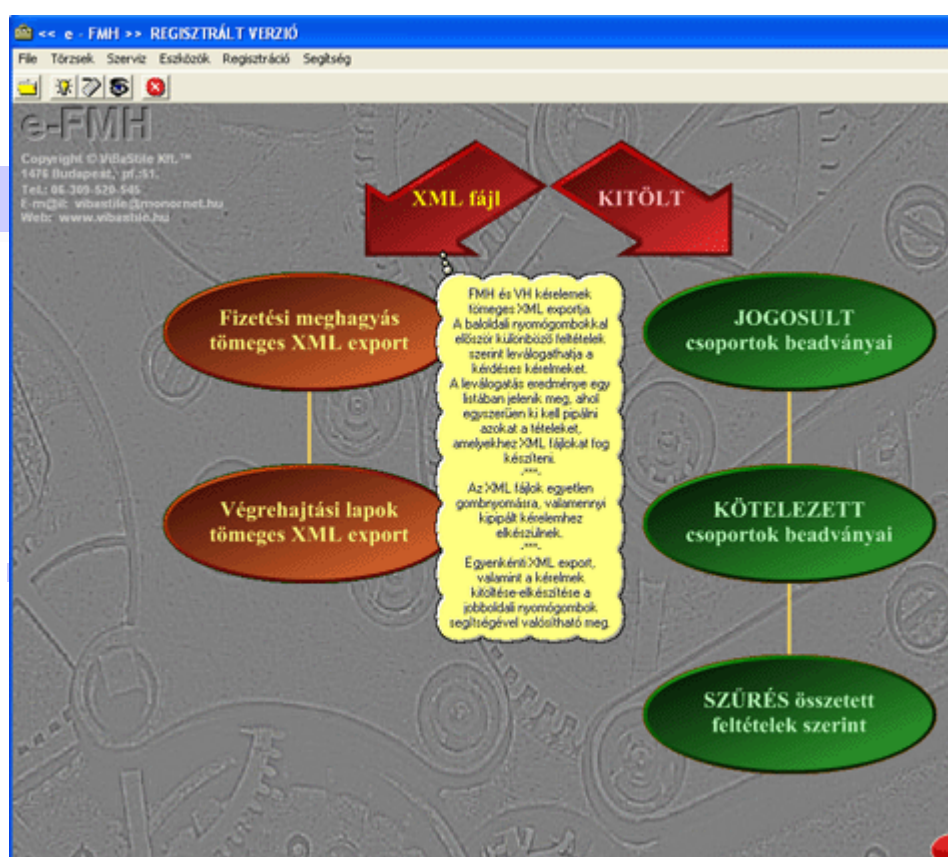 << e - FMH >> REGISZTRÁLT VERZIÓ
File Törzsek Szerviz Eszközök Regisztráció Segítség
e-FMH
Copyright © ViBaStile Kft.™
1476 Budapest, pf.:51.
Tel.: 06-309-520-545
E-m@il: vibastile@monornet.hu
Web: www.vibastile.hu
XML fájl
KITÖLT
Fizetési meghagyás
tömeges XML export
Végrehajtási lapok
tömeges XML export
FMH és VH kérelemek
tömeges XML exportja.
A baloldali nyomógombokkal
először különböző feltételek
szerint leválogathatja a
kérdéses kérelmeket.
A leválogatás eredménye egy
listában jelenik meg, ahol
egyszerűen ki kell pipálni
azokat a tételeket,
amelyekhez XML fájlokat fog
készíteni.
-***-
Az XML fájlok egyetlen
gombnyomásra, valamennyi
kipipált kérelemhez
elkészülnek.
-***-
Egyenkénti XML export,
valamint a kérelmek
kitöltése-elkészítése a
jobboldali nyomógombok
segítségével valósítható meg.
JOGOSULT
csoportok beadványai
KÖTELEZETT
csoportok beadványai
SZŰRÉS összetett
feltételek szerint